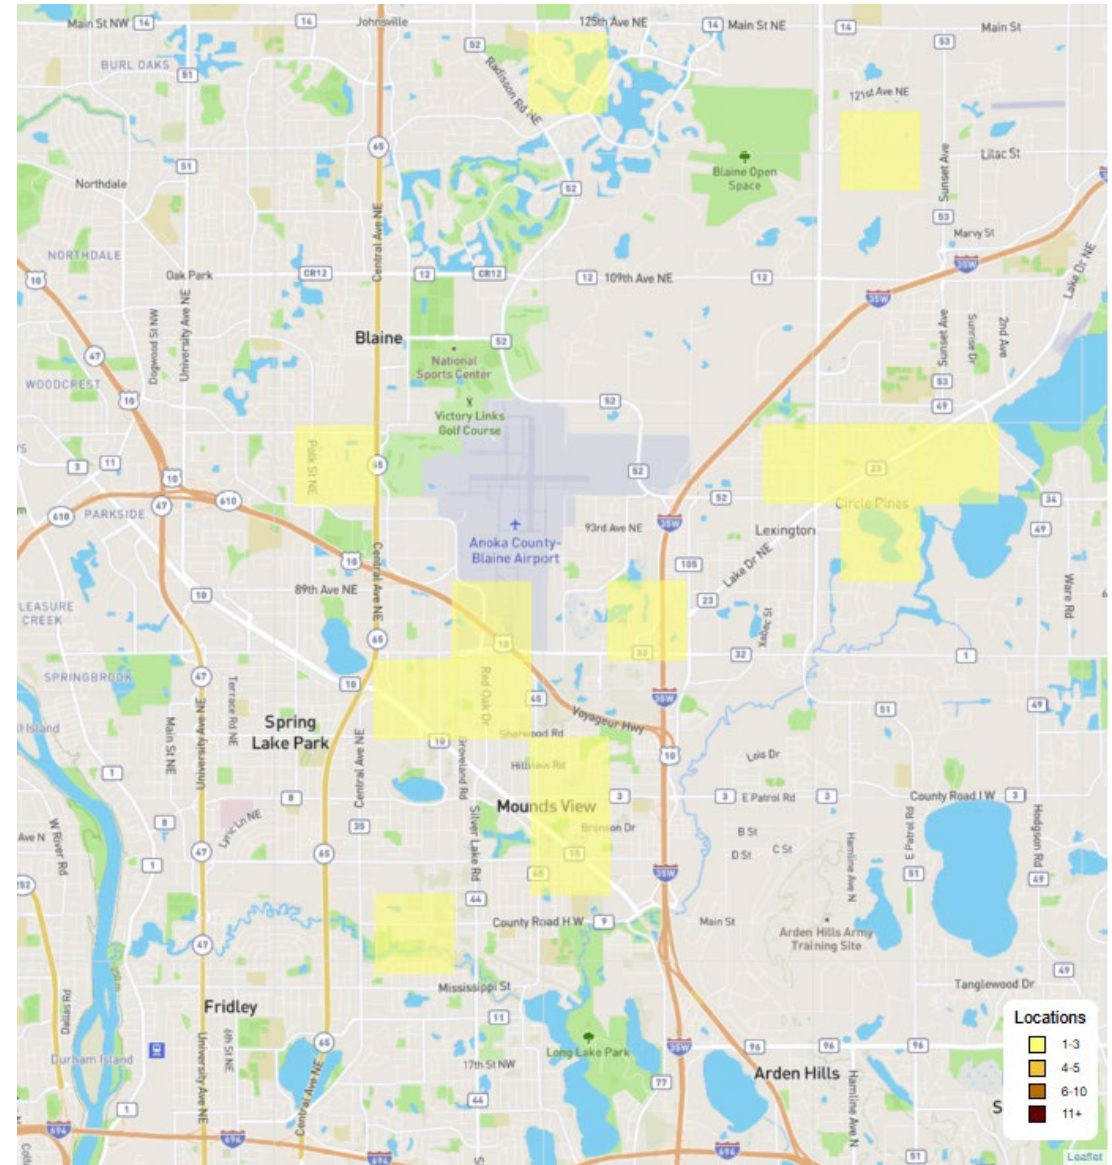 Main St NW 14
14
Johnsville
125th Ave NE
14
Main St NE
14
Main St
52
53
BURL OAKS
51
Radisson Rd NE
121st Ave NE
65
51
Lilac St
Sunset Ave
Blaine Open
Space
Northdale
52
53
Central Ave NE
Marvy St
NORTHDALE
35W
Lake Dr NE
Oak Park
CR12
12
CR12
12
109th Ave NE
12
10
35W
University Ave NE
Dogwood St NW
Sunset Ave
Sunrise Dr
2nd Ave
Blaine
52
47
National
Sports Center
WOODCREST
53
10
52
49
Victory Links
Golf Course
3
11
Polk St NE
65
23
10
52
47
610
52
34
Circle Pines
610
PARKSIDE
35W
93rd Ave NE
Lexington
49
Anoka County-
Blaine Airport
Central Ave NE
10
105
Lake Dr NE
89th Ave NE
10
23
Ware Rd
LEASURE
CREEK
Xabec St
65
10
32
32
1
SPRINGBROOK
47
Terrace Rd NE
10
Red Oak Dr
45
35W
49
51
Island
Main St NE
University Ave NE
Spring
Lake Park
Voyageur Hwy
Sherwood Rd
10
10
Lois Dr
Central Ave NE
Groveland Rd
Hillview Rd
1
8
Mounds View
3
3
E Patrol Rd
3
County Road I W
3
8
35
Bronson Dr
B St
Ave N
W River Rd
Lyric Ln NE
Silver Lake Rd
D St
C St
Hamline Ave N
E Patrol Rd
Hodgson Rd
1
47
65
10
45
35W
51
49
252
44
County Road H W
9
Main St
Arden Hills Army
Training Site
47
49
Mississippi St
Tanglewood Dr
Dallas Rd
Fridley
11
Locations
1-3
4-5
6-10
11+
University Ave NE
6th St NE
65
Durham Island
Long Lake Park
35W
96
96
96
17th St NW
Central Ave NE
Arden Hills
77
Hamline Ave N
1
44
S
694
694
694
694
51
Leaflet